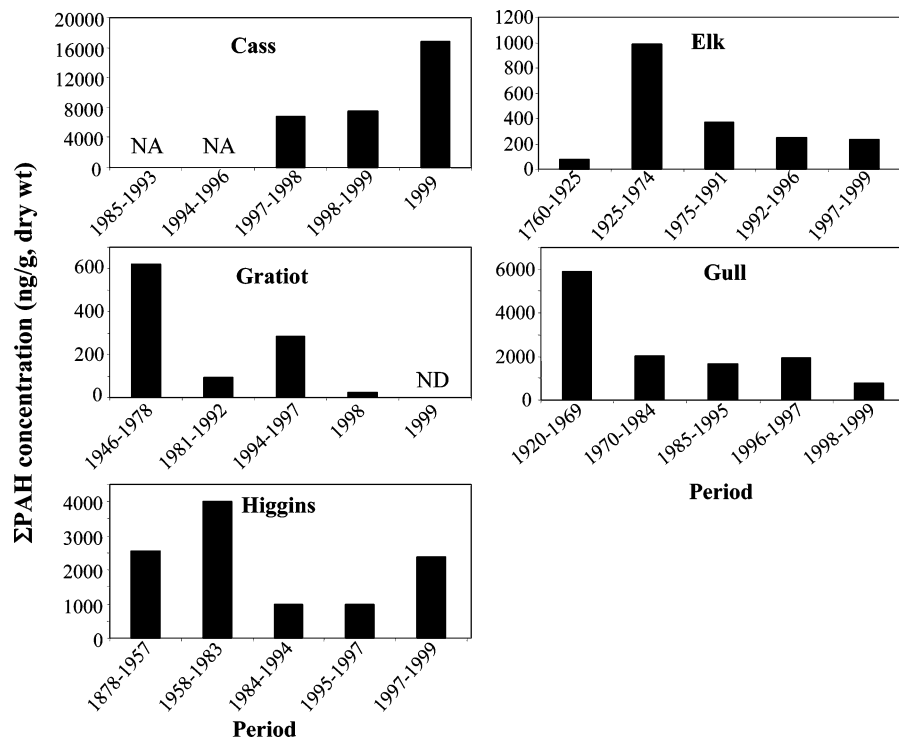 ΣPAH concentration (ng/g, dry wt)
Cass
20000
16000
12000
8000
4000
0
NA NA
1985-1993 1994-1996 1997-1998 1998-1999 1999
Elk
1200
1000
800
600
400
200
0
1760-1925 1925-1974 1975-1991 1992-1996 1997-1999
Gratiot
600
400
200
0
ND
1946-1978 1981-1992 1994-1997 1998 1999
Gull
6000
4000
2000
0
1920-1969 1970-1984 1985-1995 1996-1997 1998-1999
Period
Higgins
4000
3000
2000
1000
0
1878-1957 1958-1983 1984-1994 1995-1997 1997-1999
Period